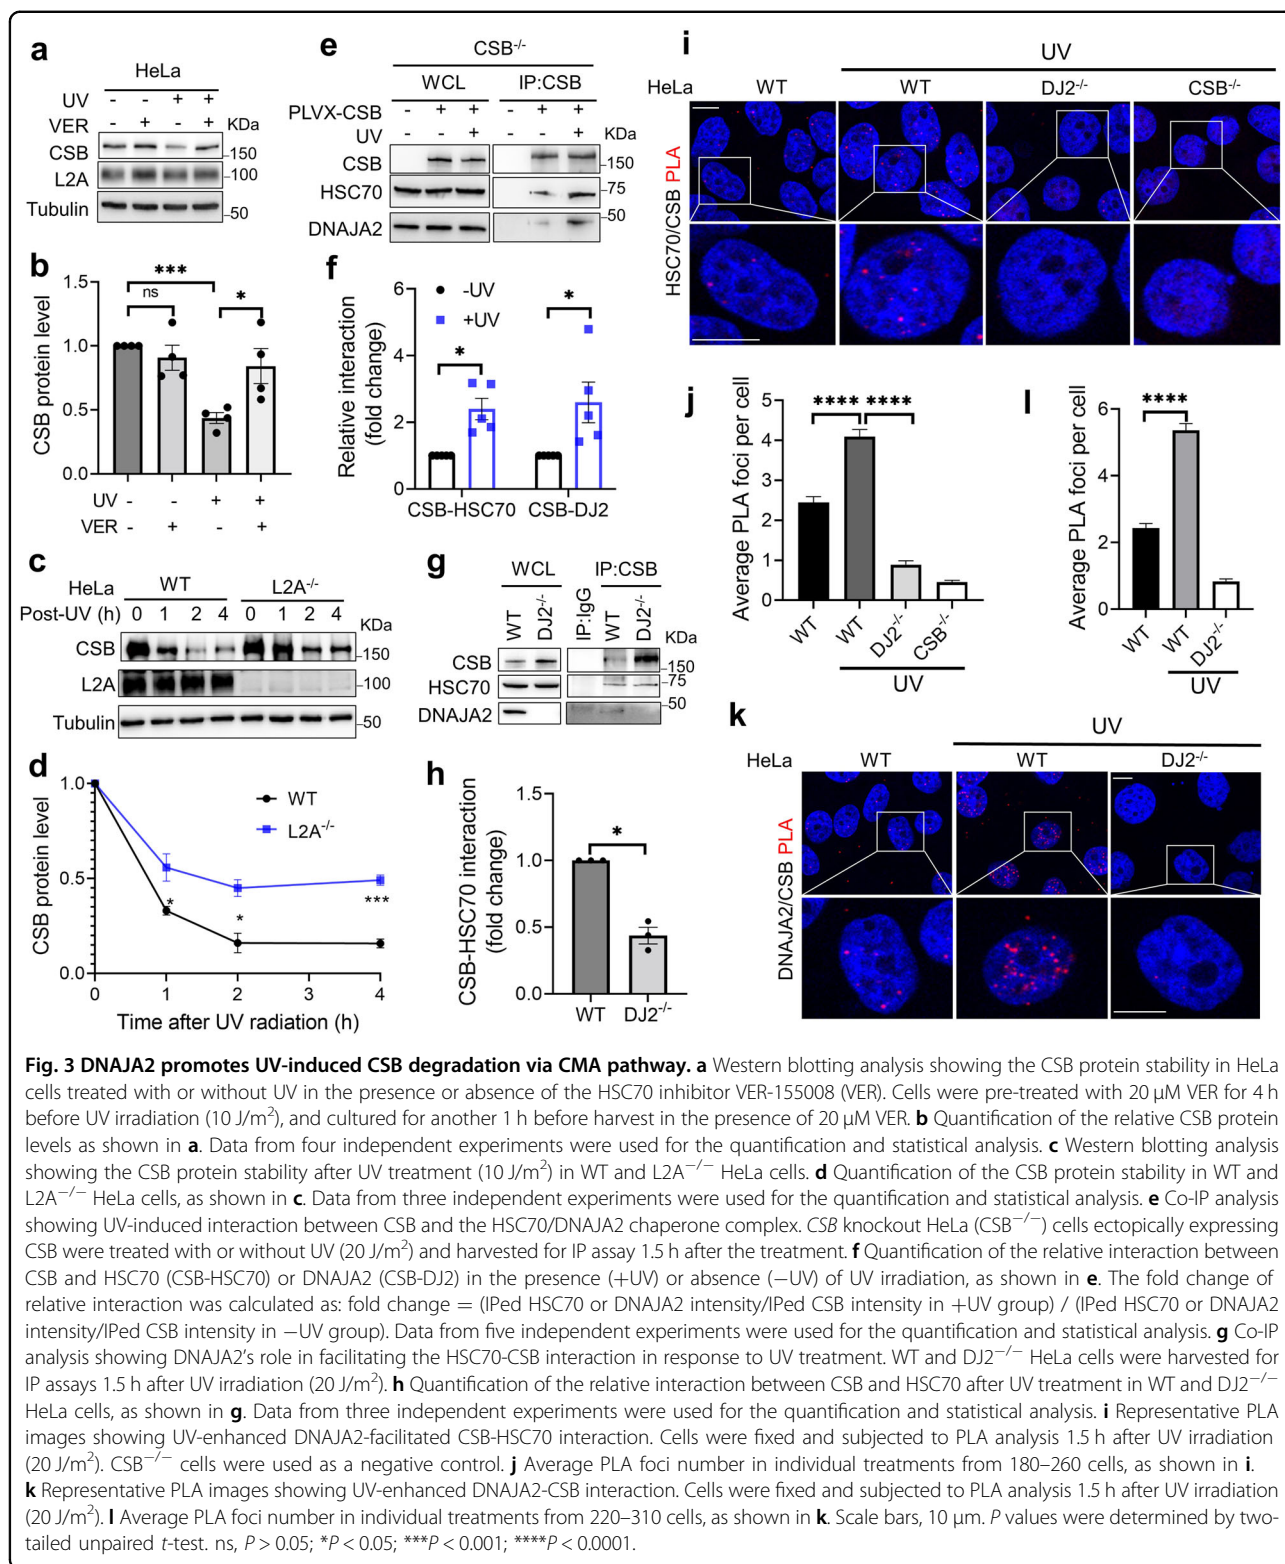 a
HeLa
UV - - + +
VER - + - + KDa
CSB -150
L2A -100
Tubulin -50
b
CSB protein level
1.5
1.0
0.5
0.0
***
ns
*
UV - - + +
VER - + - +
c
HeLa WT L2A-/-
Post-UV (h) 0 1 2 4 0 1 2 4
KDa
CSB -150
L2A -100
Tubulin -50
d
CSB protein level
1.0
0.5
0.0
WT
L2A-/-
* * ***
0 1 2 3 4
Time after UV radiation (h)
e
CSB-/-
WCL IP:CSB
PLVX-CSB - + + - + +
UV - - + - - + KDa
CSB -150
HSC70 -75
-50
DNAJA2
f
Relative interaction
(fold change)
6
4
2
0
-UV
+UV
* *
CSB-HSC70 CSB-DJ2
g
WCL IP:CSB
WT DJ2-/- IP:IgG WT DJ2-/-
KDa
CSB -150
HSC70 -75
-50
DNAJA2
h
CSB-HSC70 interaction
(fold change)
1.0
0.5
0.0
*
WT DJ2-/-
i
UV
HeLa WT WT DJ2-/- CSB-/-
HSC70/CSB PLA
j
Average PLA foci per cell
5
4
3
2
1
0
**** ****
WT WT DJ2-/- CSB-/-
UV
l
Average PLA foci per cell
6
4
2
0
****
WT WT DJ2-/-
UV
k
UV
HeLa WT WT DJ2-/-
DNAJA2/CSB PLA
Fig. 3 DNAJA2 promotes UV-induced CSB degradation via CMA pathway. a Western blotting analysis showing the CSB protein stability in HeLa
cells treated with or without UV in the presence or absence of the HSC70 inhibitor VER-155008 (VER). Cells were pre-treated with 20 μM VER for 4 h
before UV irradiation (10 J/m²), and cultured for another 1 h before harvest in the presence of 20 μM VER. b Quantification of the relative CSB protein
levels as shown in a. Data from four independent experiments were used for the quantification and statistical analysis. c Western blotting analysis
showing the CSB protein stability after UV treatment (10 J/m²) in WT and L2A−/− HeLa cells. d Quantification of the CSB protein stability in WT and
L2A−/− HeLa cells, as shown in c. Data from three independent experiments were used for the quantification and statistical analysis. e Co-IP analysis
showing UV-induced interaction between CSB and the HSC70/DNAJA2 chaperone complex. CSB knockout HeLa (CSB−/−) cells ectopically expressing
CSB were treated with or without UV (20 J/m²) and harvested for IP assay 1.5 h after the treatment. f Quantification of the relative interaction between
CSB and HSC70 (CSB-HSC70) or DNAJA2 (CSB-DJ2) in the presence (+UV) or absence (−UV) of UV irradiation, as shown in e. The fold change of
relative interaction was calculated as: fold change = (IPed HSC70 or DNAJA2 intensity/IPed CSB intensity in +UV group) / (IPed HSC70 or DNAJA2
intensity/IPed CSB intensity in −UV group). Data from five independent experiments were used for the quantification and statistical analysis. g Co-IP
analysis showing DNAJA2's role in facilitating the HSC70-CSB interaction in response to UV treatment. WT and DJ2−/− HeLa cells were harvested for
IP assays 1.5 h after UV irradiation (20 J/m²). h Quantification of the relative interaction between CSB and HSC70 after UV treatment in WT and DJ2−/−
HeLa cells, as shown in g. Data from three independent experiments were used for the quantification and statistical analysis. i Representative PLA
images showing UV-enhanced DNAJA2-facilitated CSB-HSC70 interaction. Cells were fixed and subjected to PLA analysis 1.5 h after UV irradiation
(20 J/m²). CSB−/− cells were used as a negative control. j Average PLA foci number in individual treatments from 180–260 cells, as shown in i.
k Representative PLA images showing UV-enhanced DNAJA2-CSB interaction. Cells were fixed and subjected to PLA analysis 1.5 h after UV irradiation
(20 J/m²). l Average PLA foci number in individual treatments from 220–310 cells, as shown in k. Scale bars, 10 μm. P values were determined by two-
tailed unpaired t-test. ns, P > 0.05; *P < 0.05; ***P < 0.001; ****P < 0.0001.